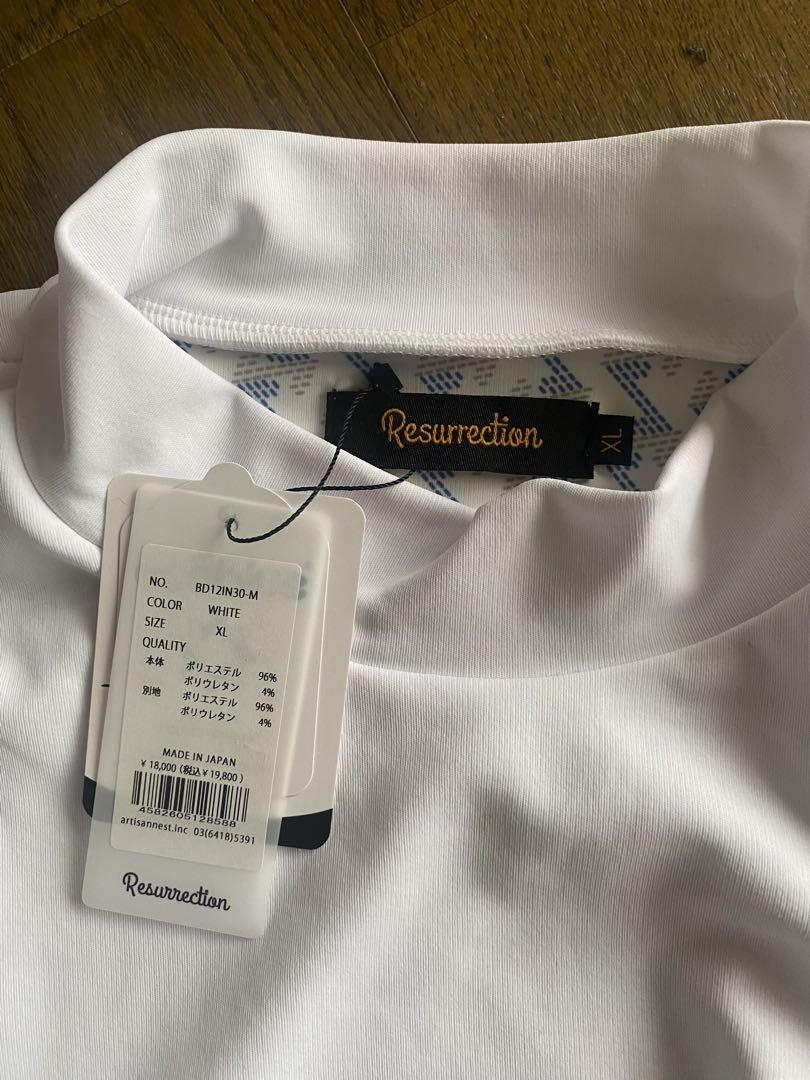 Resurrection
XL
NO. BD12IN30-M
COLOR WHITE
SIZE XL
QUALITY
本体 ポリエステル 96%
ポリウレタン 4%
別地 ポリエステル 96%
ポリウレタン 4%
MADE IN JAPAN
¥ 18,000 (税込 ¥ 19,800 )
4582605128588
artisannest.inc 03(6418)5391
Resurrection